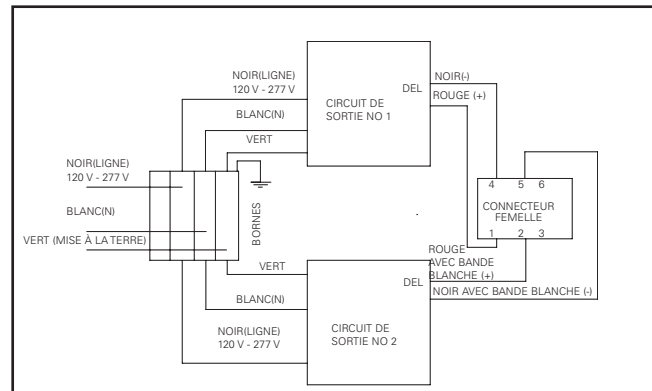 NOIR(LIGNE)
120 V - 277 V
BLANC(N)
VERT
CIRCUIT DE
SORTIE NO 1
DEL
NOIR(-)
ROUGE (+)
NOIR(LIGNE)
120 V - 277 V
BLANC(N)
VERT (MISE À LA TERRE)
BORNES
4 5 6
CONNECTEUR
FEMELLE
1 2 3
ROUGE
AVEC BANDE
BLANCHE (+)
NOIR AVEC BANDE BLANCHE (-)
VERT
BLANC(N)
NOIR(LIGNE)
120 V - 277 V
DEL
CIRCUIT DE
SORTIE NO 2